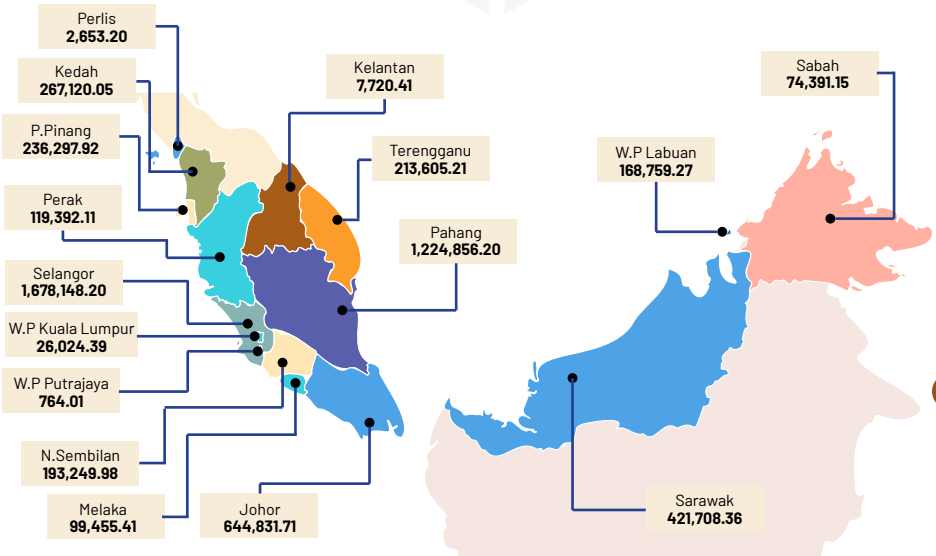 Perlis
2,653.20
Kedah
267,120.05
P.Pinang
236,297.92
Perak
119,392.11
Selangor
1,678,148.20
W.P Kuala Lumpur
26,024.39
W.P Putrajaya
764.01
N.Sembilan
193,249.98
Melaka
99,455.41
Johor
644,831.71
Kelantan
7,720.41
Terengganu
213,605.21
Pahang
1,224,856.20
W.P Labuan
168,759.27
Sabah
74,391.15
Sarawak
421,708.36